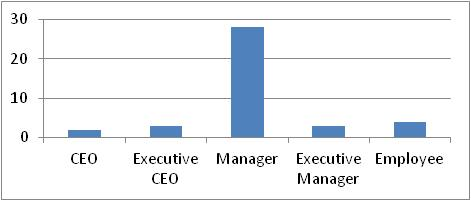 30
20
10
0
CEO
Executive
CEO
Manager
Executive
Manager
Employee